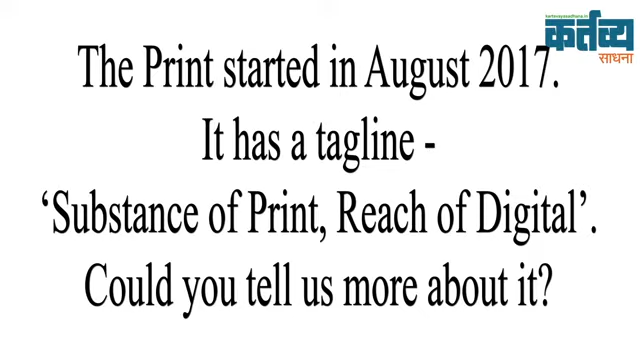 kartavyasadhana.in
कर्तव्य
साधना
The Print started in August 2017.
It has a tagline -
‘Substance of Print, Reach of Digital’.
Could you tell us more about it?